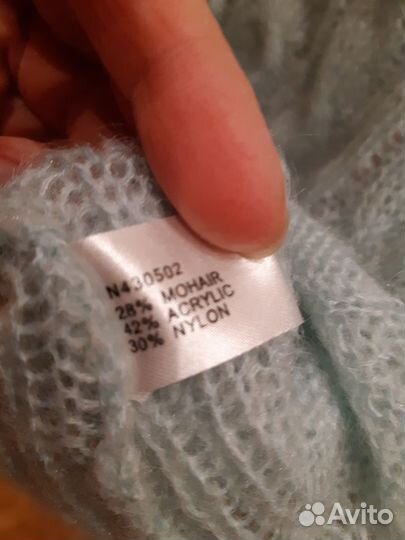 N430502
28% MOHAIR
42% ACRYLIC
30% NYLON
Avito